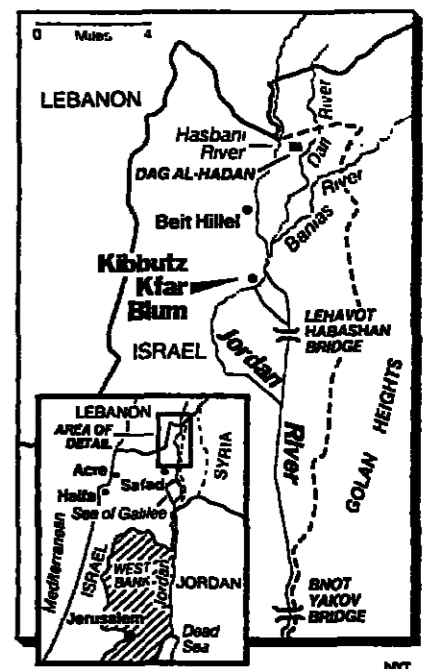 0 Miles 4
LEBANON
Hasbani
River
River
DAG AL-HADAN
Dan
River
Beit Hillel
Banias
Kibbutz
Kfar
Blum
LEHAVOT
HABASHAN
BRIDGE
ISRAEL
Jordan
River
GOLAN HEIGHTS
LEBANON
AREA OF
DETAIL
SYRIA
Acre
Safad
Haifa
Sea of Galilee
Mediterranean
ISRAEL
WEST
BANK
Jordan
JORDAN
Jerusalem
Dead
Sea
BNOT
YAKOV
BRIDGE
NYT